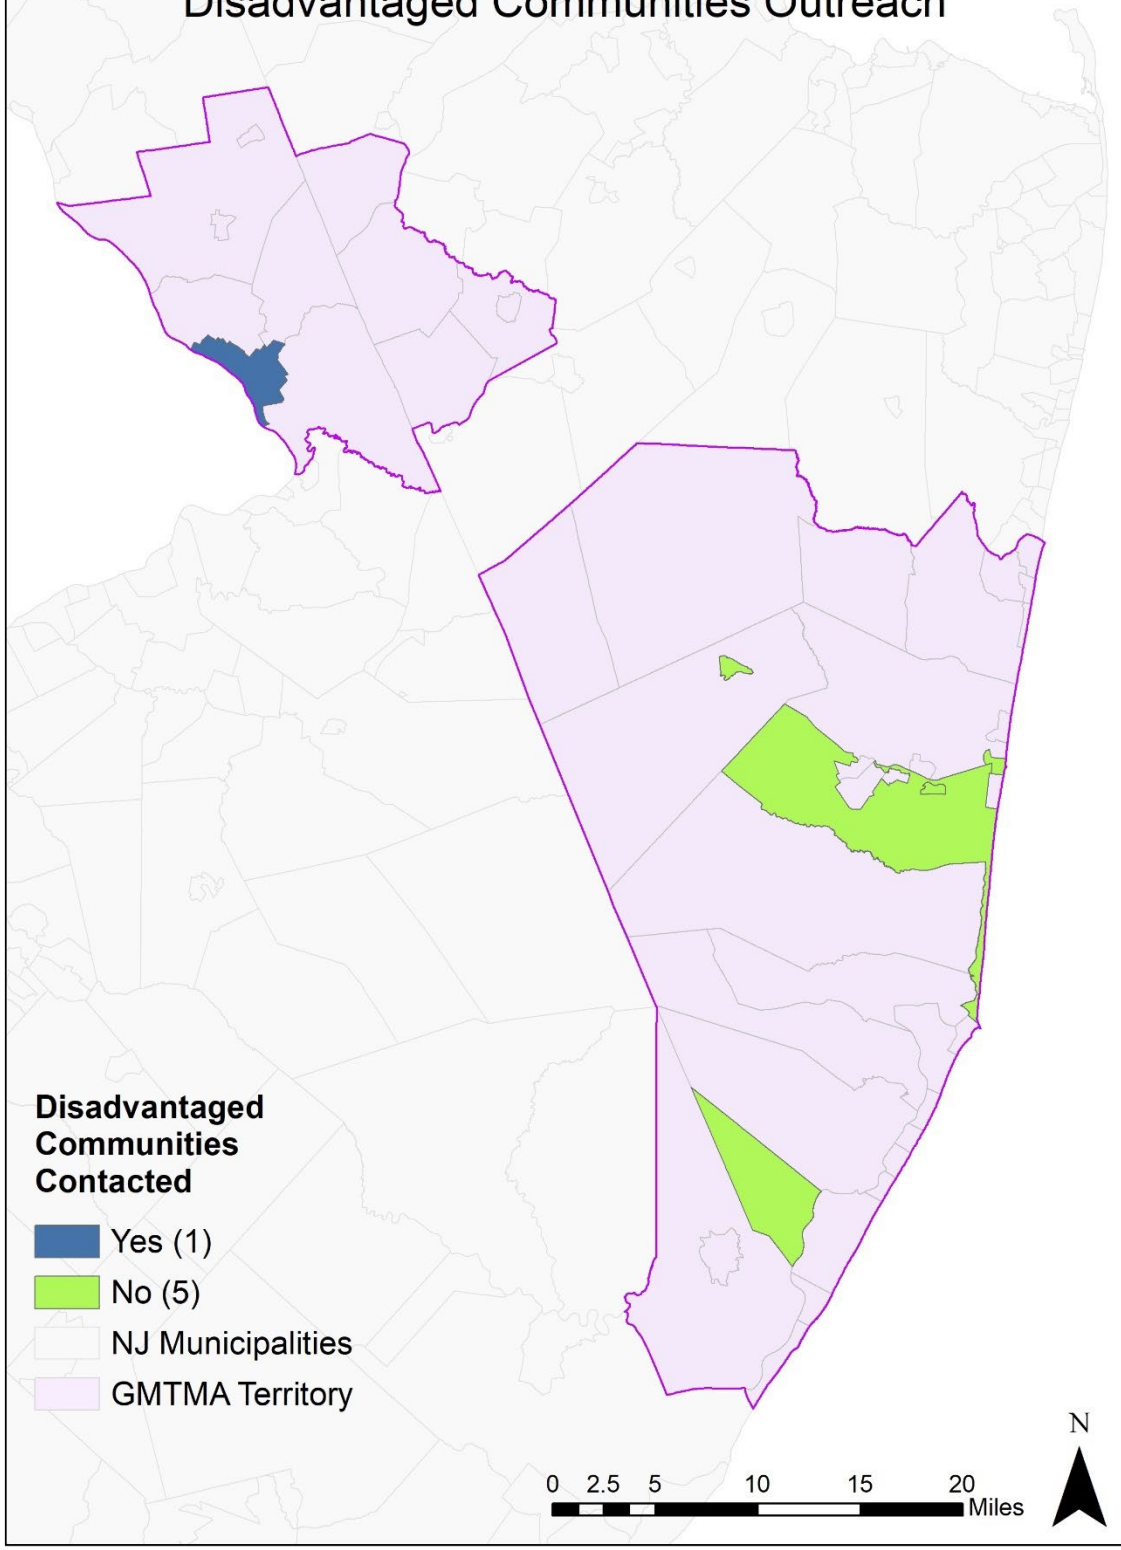 Disadvantaged Communities Outreach
Disadvantaged
Communities
Contacted
Yes (1)
No (5)
NJ Municipalities
GMTMA Territory
N
0 2.5 5 10 15 20
Miles